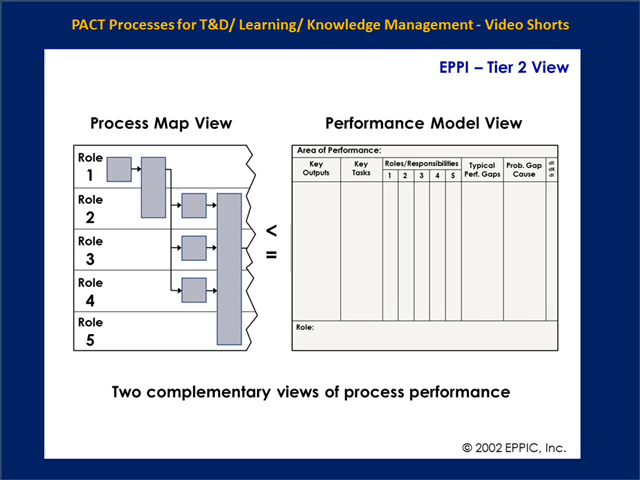 PACT Processes for T&D/ Learning/ Knowledge Management - Video Shorts
EPPI – Tier 2 View
Process Map View
Role
1
Role
2
Role
3
Role
4
Role
5
<
=
Performance Model View
Area of Performance:
Key
Outputs
Key
Tasks
Roles/Responsibilities
1 2 3 4 5
Typical
Perf. Gaps
Prob. Gap
Cause
dE
dK
dI
Role:
Two complementary views of process performance
© 2002 EPPIC, Inc.